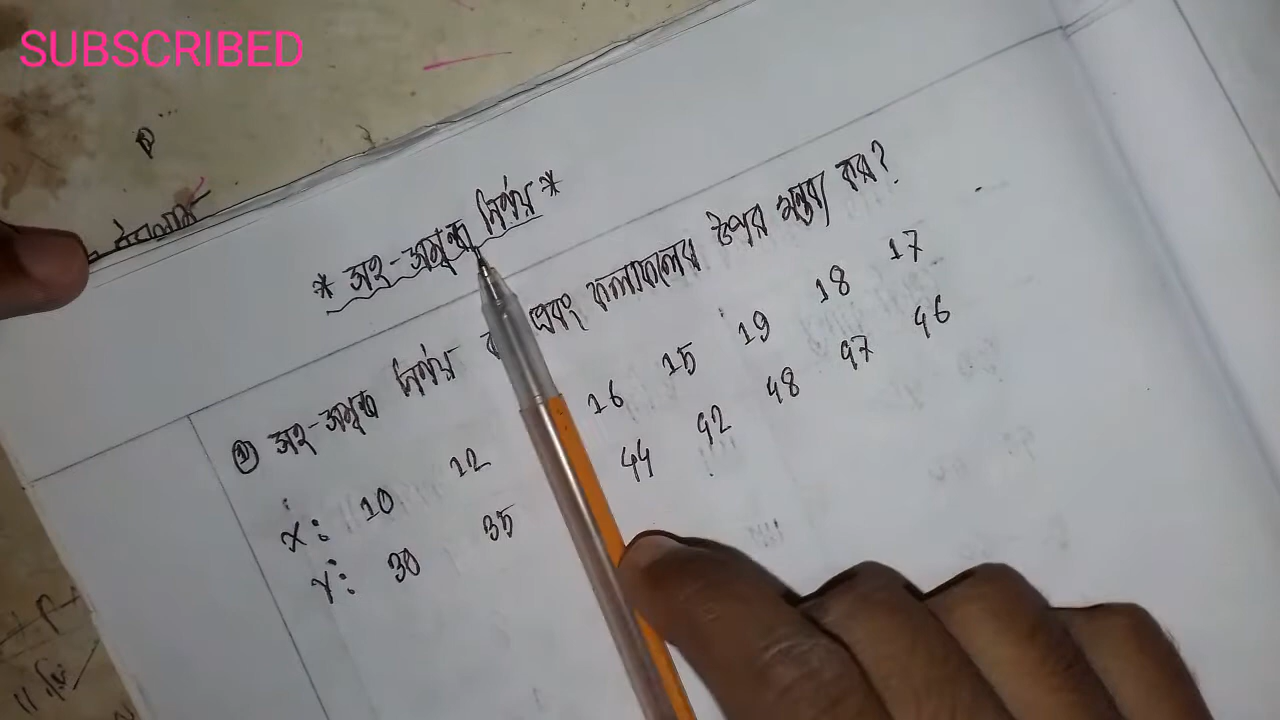 SUBSCRIBED
* সহ-সম্বন্ধ নির্ণয় *
① সহ-সম্বন্ধ নির্ণয় এবং ফলাফলের উপর মন্তব্য কর?
X: 10 12 16 15 19 18 17
Y: 30 35 44 42 48 47 46